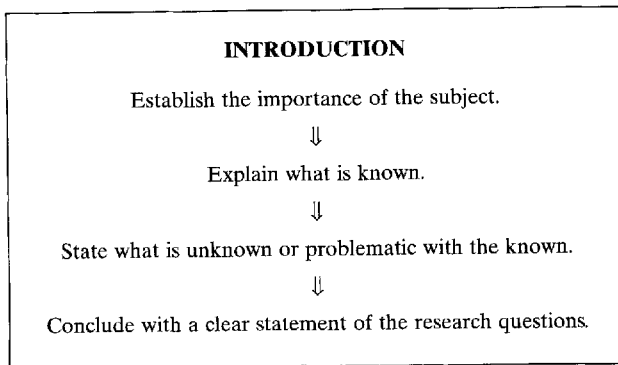 INTRODUCTION
Establish the importance of the subject.
⇓
Explain what is known.
⇓
State what is unknown or problematic with the known.
⇓
Conclude with a clear statement of the research questions.